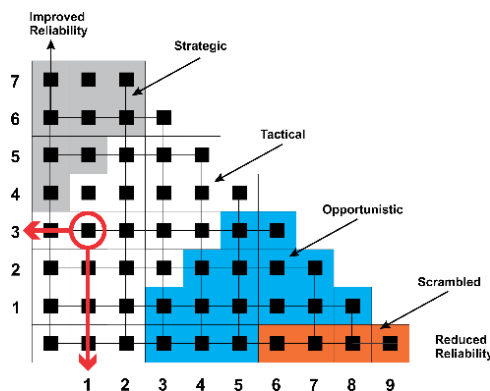 Improved
Reliability
Strategic
7
6
Tactical
5
4
Opportunistic
3
2
Scrambled
1
Reduced
Reliability
1 2 3 4 5 6 7 8 9